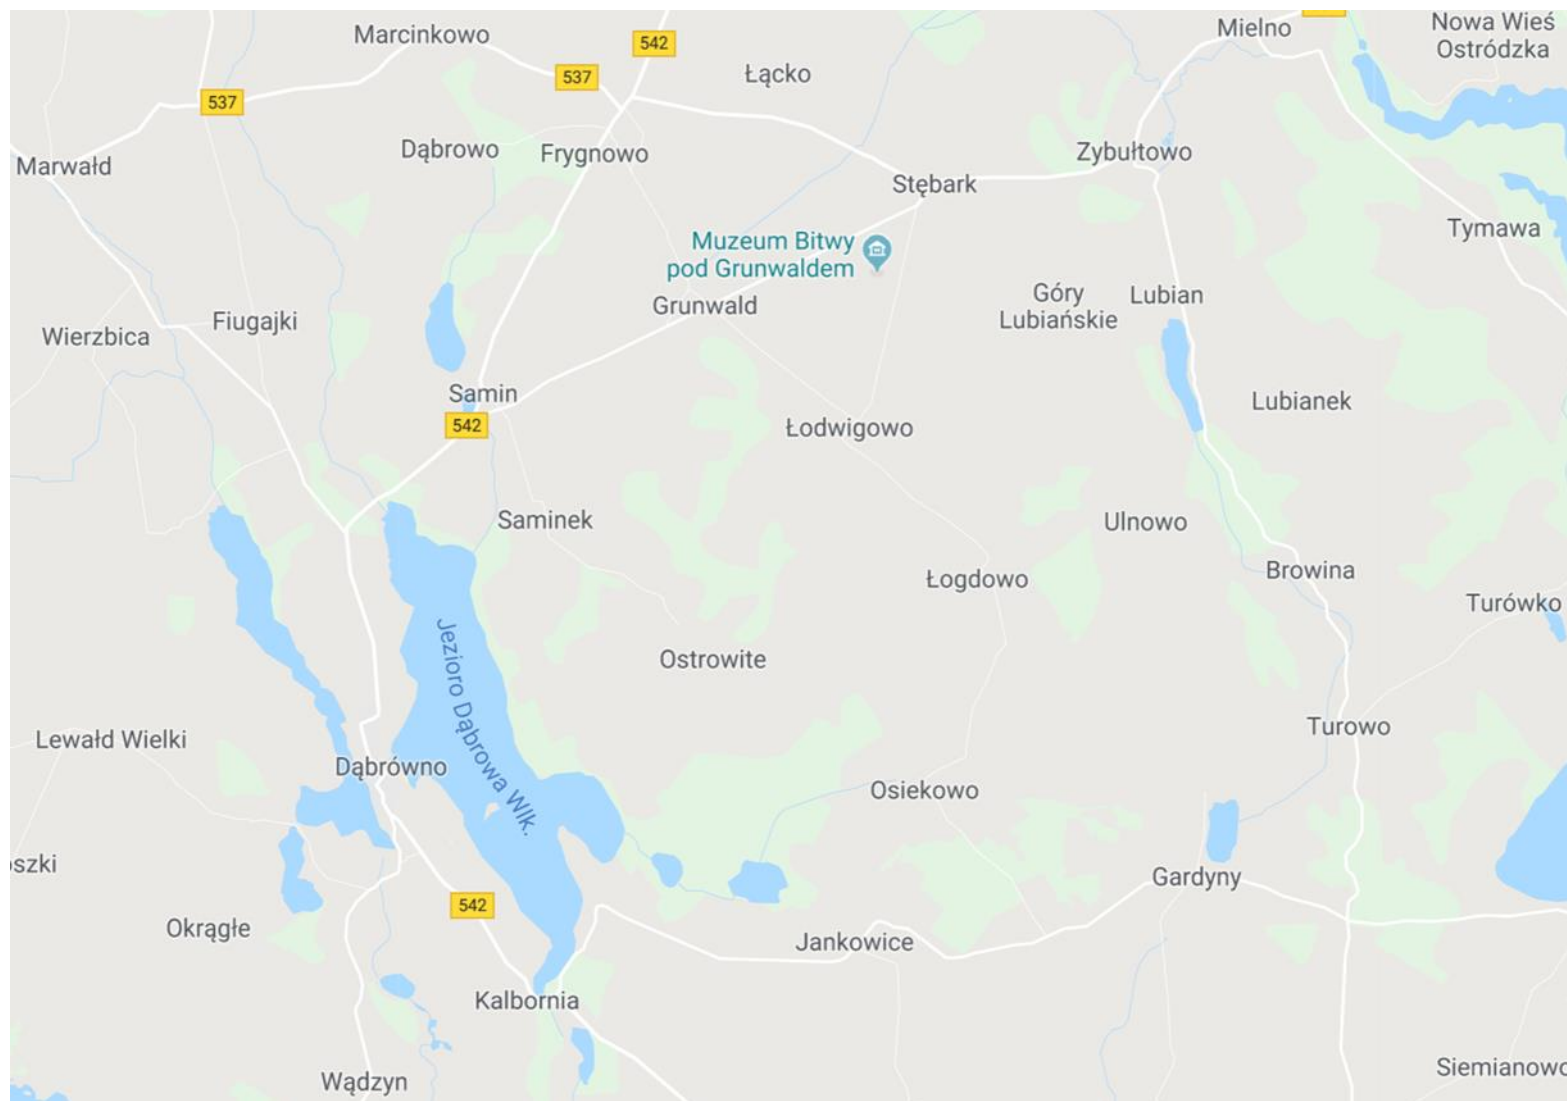 Marcinkowo
542
Mielno
Nowa Wieś
Ostródzka
537
Łącko
537
Dąbrowo
Frygnowo
Zybułtowo
Marwałd
Stębark
Tymawa
Muzeum Bitwy
pod Grunwaldem
Grunwald
Góry
Lubiańskie
Lubian
Fiugajki
Wierzbica
Samin
Lubianek
542
Łodwigowo
Saminek
Ulnowo
Browina
Łogdowo
Turówko
Jezioro Dąbrowa Wlk.
Ostrowite
Turowo
Lewałd Wielki
Dąbrówno
Osiekowo
oszki
Gardyny
542
Okrągłe
Jankowice
Kalbornia
Siemianowo
Wądzyn